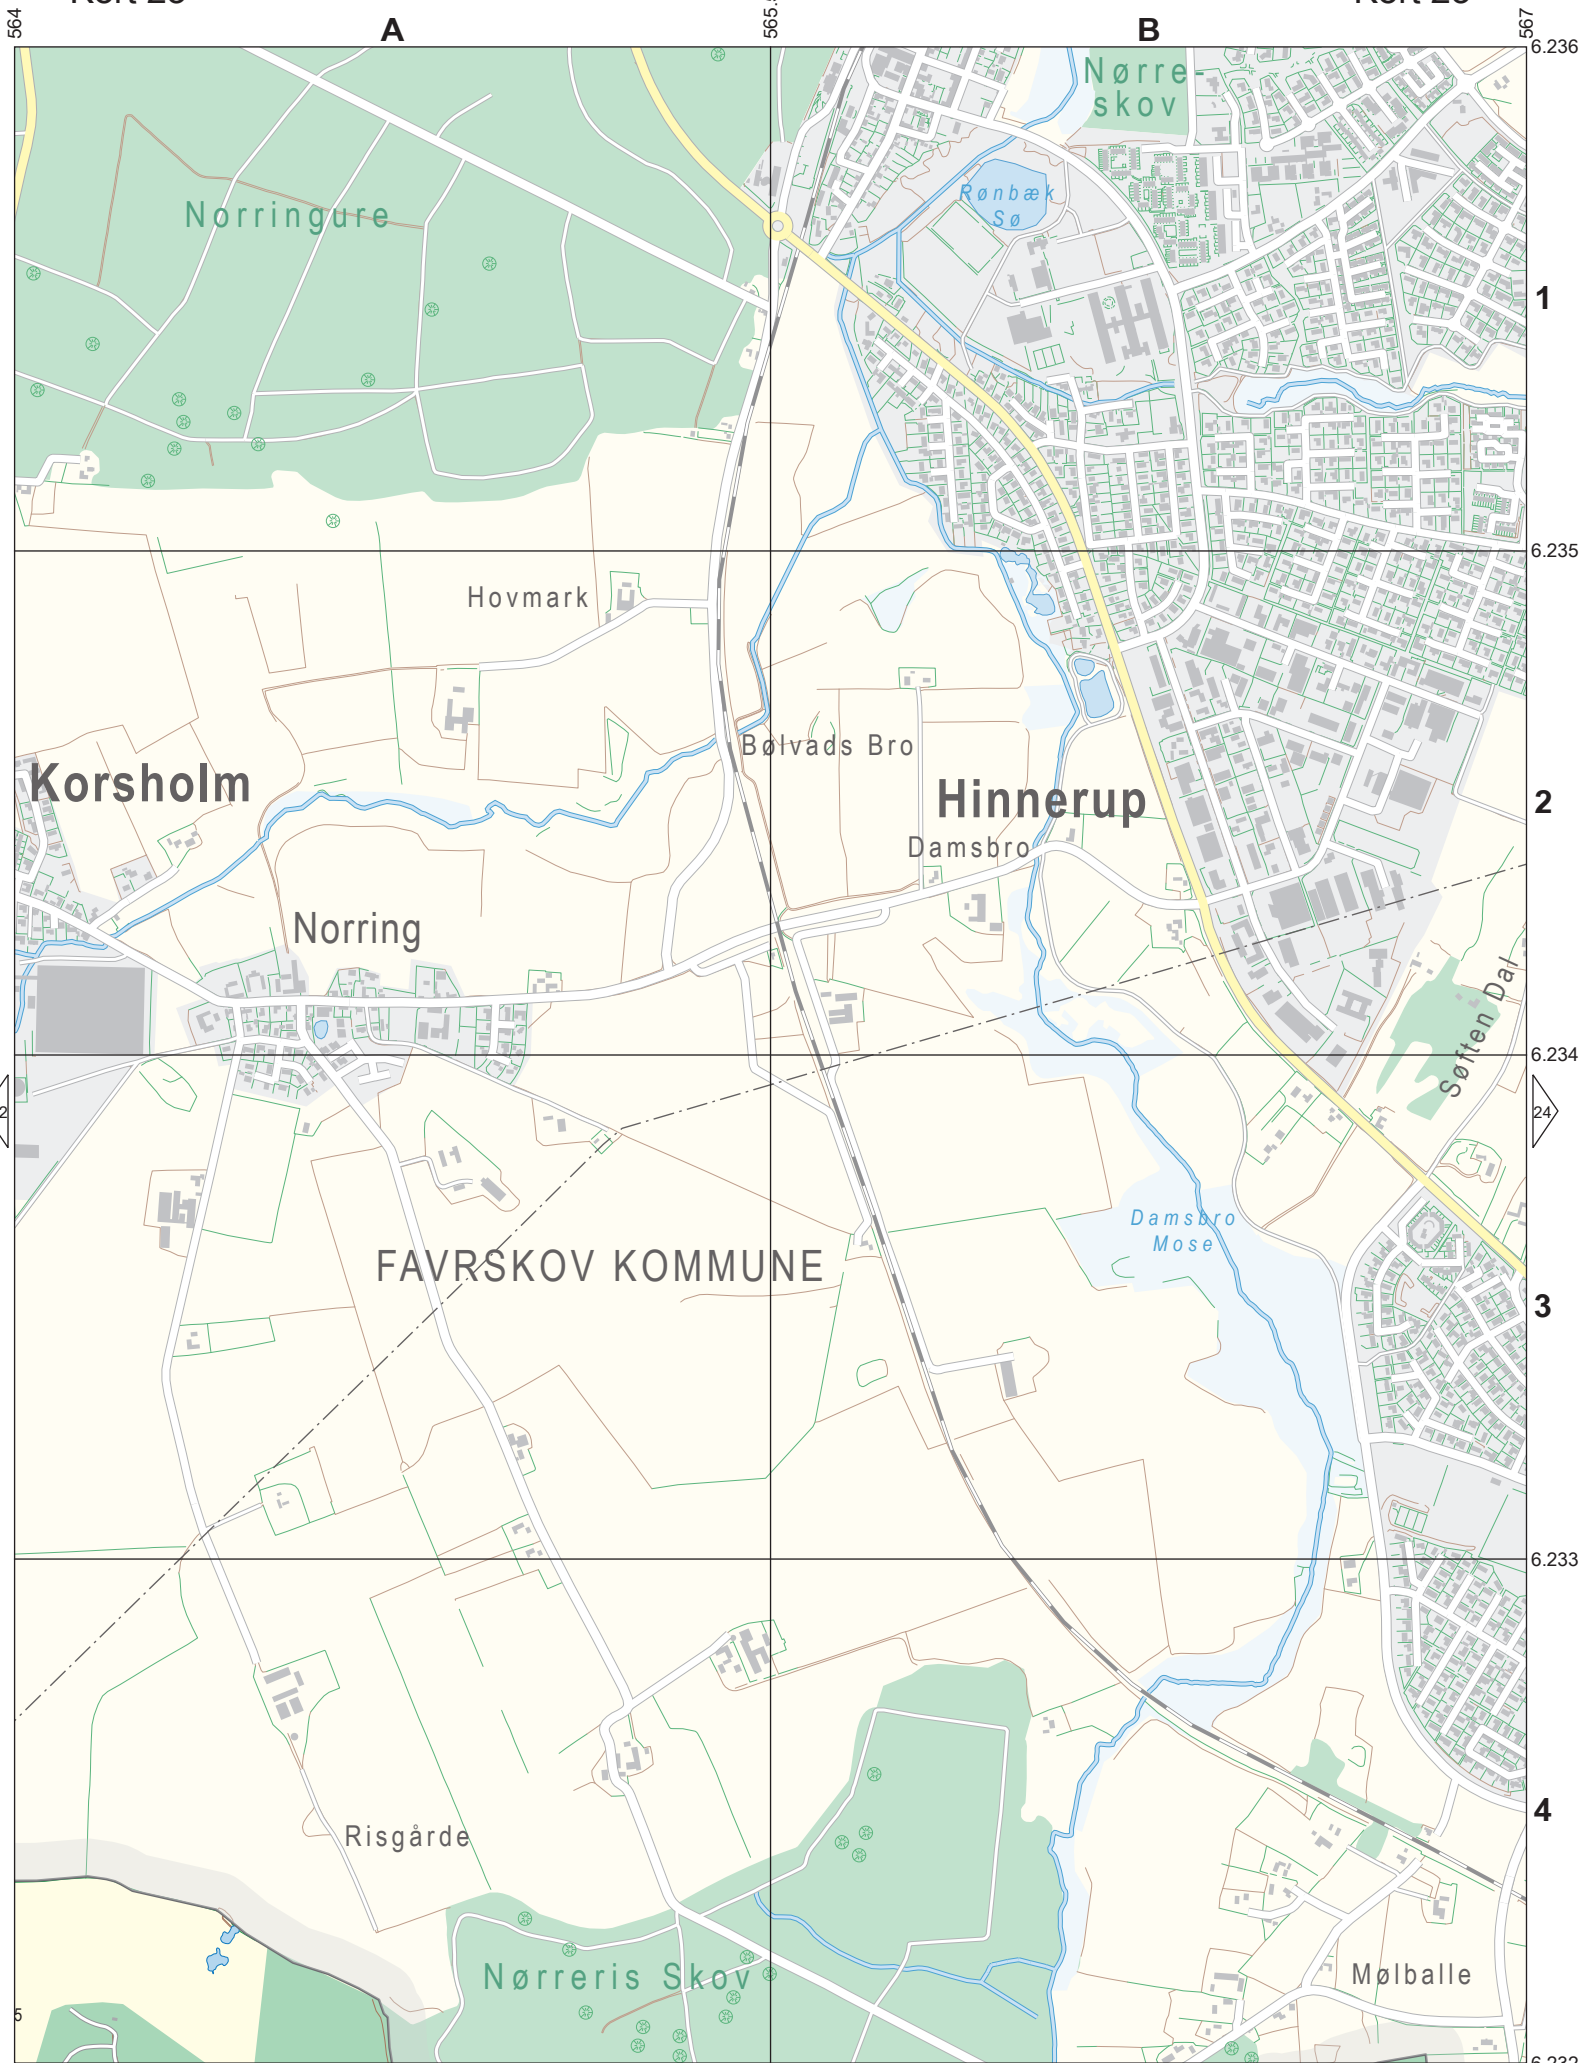 564
A
B
567
6.236
Nørre-
skov
Rønbæk
Sø
Norringure
1
6.235
Hovmark
Bølvads Bro
Korsholm
Hinnerup
2
Damsbro
Norring
Søften Dal
6.234
24
Damsbro
Mose
FAVRSKOV KOMMUNE
3
6.233
4
Risgårde
Nørreris Skov
Mølballe
5